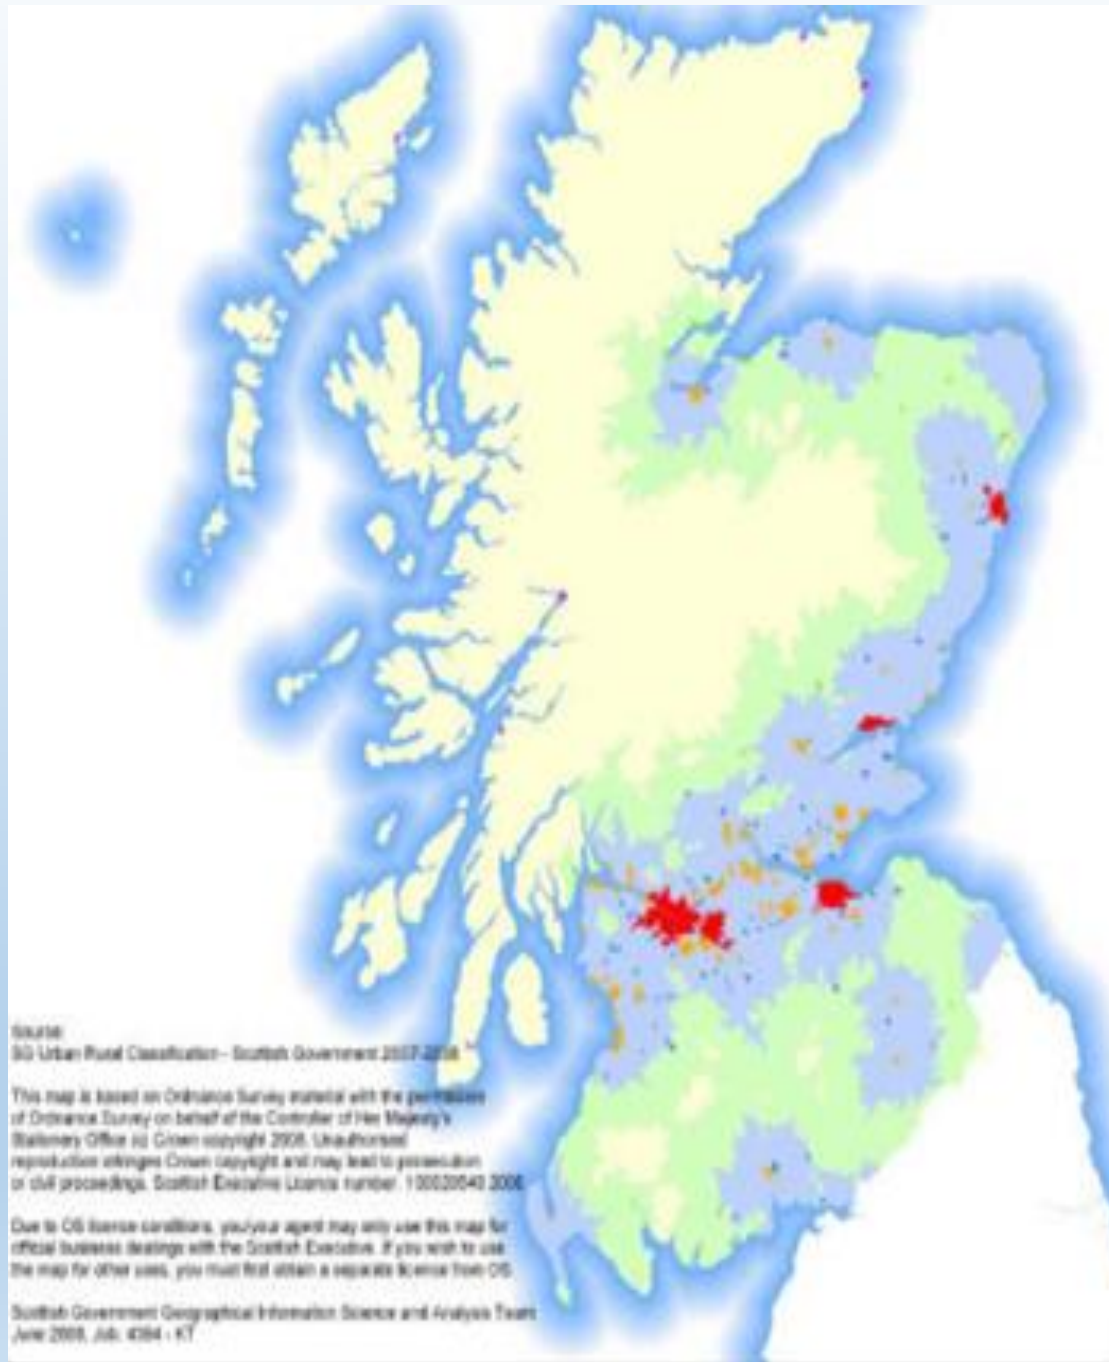 Source:
SG Urban Rural Classification - Scottish Government 2007-2008
This map is based on Ordnance Survey material with the permission
of Ordnance Survey on behalf of the Controller of Her Majesty's
Stationery Office (c) Crown copyright 2008. Unauthorised
reproduction infringes Crown copyright and may lead to prosecution
or civil proceedings. Scottish Executive Licence number: 2008
Due to OS licence conditions, you/your agent may only use this map for
official business dealings with the Scottish Executive. If you wish to use
the map for other uses, you must first obtain a separate licence from OS
Scottish Government Geographical Information Science and Analysis Team
June 2008, Job: - KT